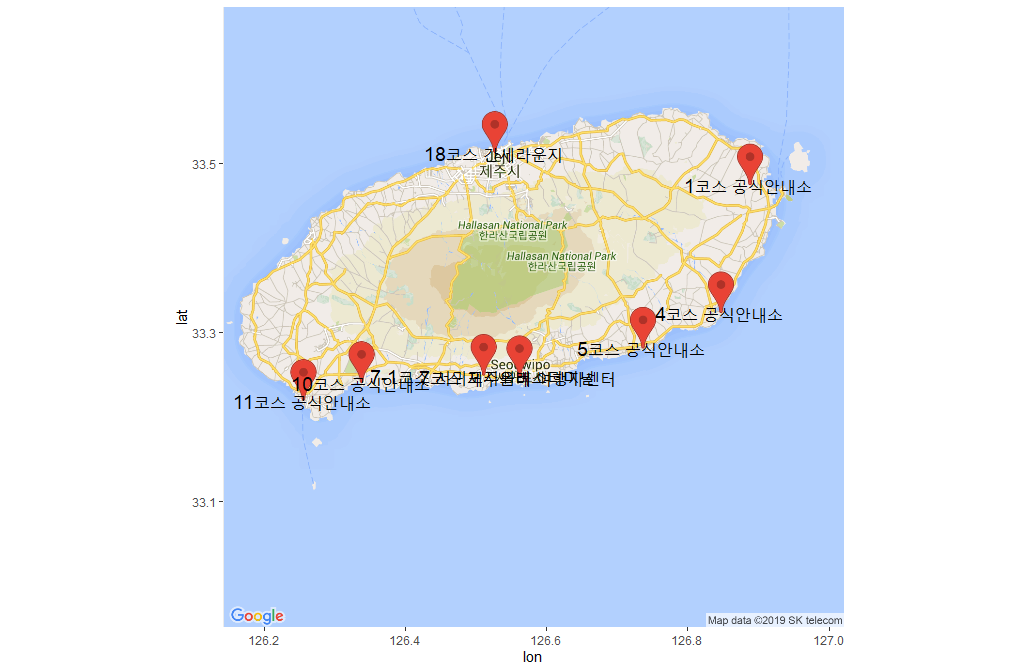 18코스 간세라운지
제주시
1코스 공식안내소
33.5
Hallasan National Park
한라산국립공원
Hallasan National Park
한라산국립공원
lat
4코스 공식안내소
33.3
5코스 공식안내소
Seogwipo
10코스 공식안내소
11코스 공식안내소
33.1
Google
Map data ©2019 SK telecom
126.2
126.4
126.6
126.8
127.0
lon